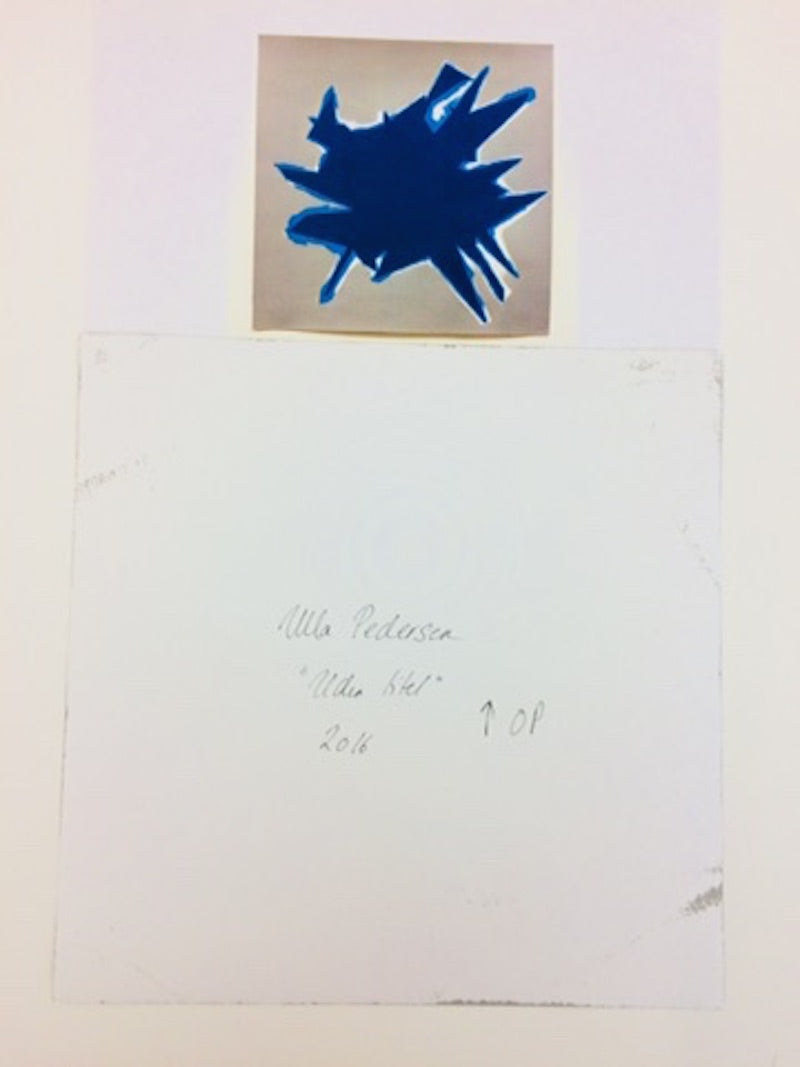 Ulla Pedersen
"Uden titel"
2016
↑ OP